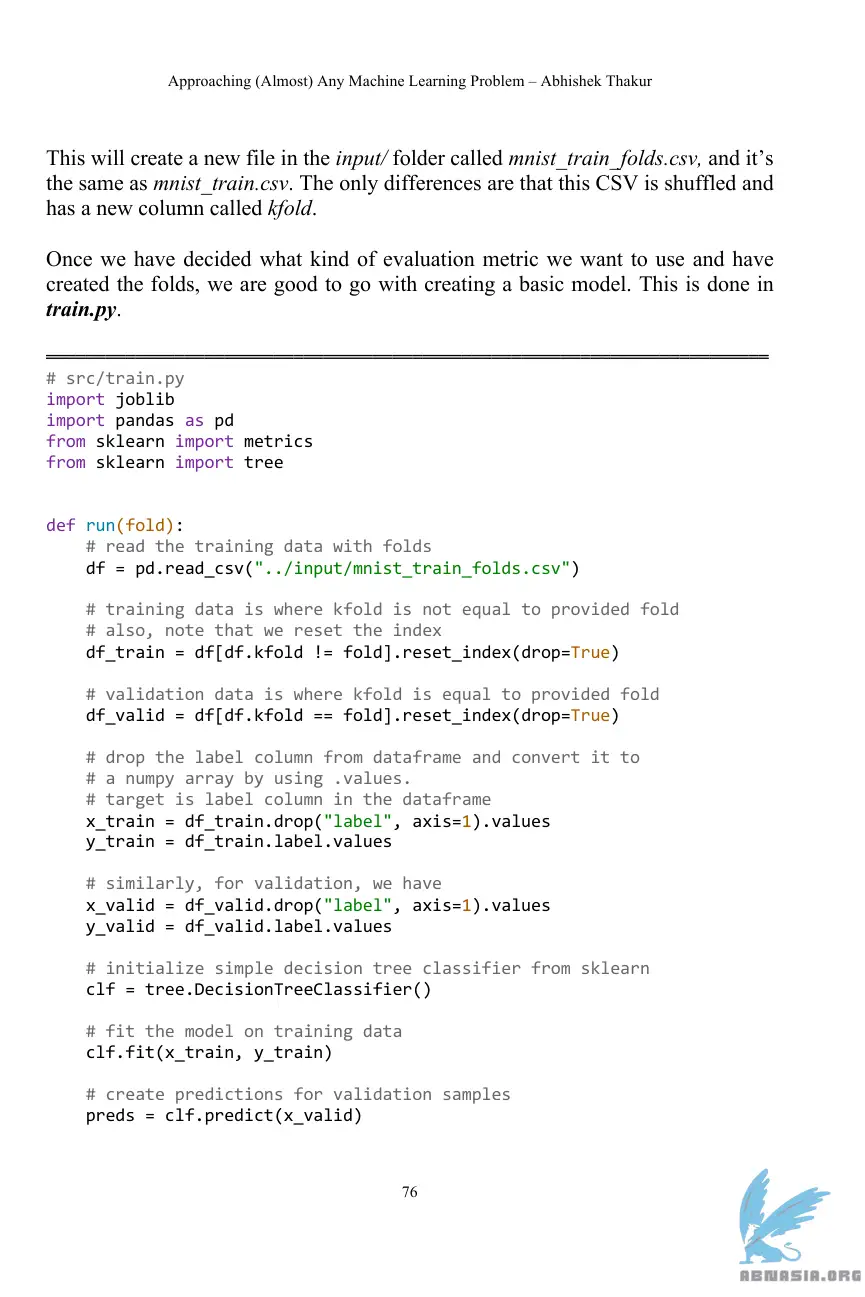 Approaching (Almost) Any Machine Learning Problem – Abhishek Thakur
This will create a new file in the input/ folder called mnist_train_folds.csv, and it’s
the same as mnist_train.csv. The only differences are that this CSV is shuffled and
has a new column called kfold.
Once we have decided what kind of evaluation metric we want to use and have
created the folds, we are good to go with creating a basic model. This is done in
train.py.
# src/train.py
import joblib
import pandas as pd
from sklearn import metrics
from sklearn import tree
def run(fold):
    # read the training data with folds
    df = pd.read_csv("../input/mnist_train_folds.csv")
    # training data is where kfold is not equal to provided fold
    # also, note that we reset the index
    df_train = df[df.kfold != fold].reset_index(drop=True)
    # validation data is where kfold is equal to provided fold
    df_valid = df[df.kfold == fold].reset_index(drop=True)
    # drop the label column from dataframe and convert it to
    # a numpy array by using .values.
    # target is label column in the dataframe
    x_train = df_train.drop("label", axis=1).values
    y_train = df_train.label.values
    # similarly, for validation, we have
    x_valid = df_valid.drop("label", axis=1).values
    y_valid = df_valid.label.values
    # initialize simple decision tree classifier from sklearn
    clf = tree.DecisionTreeClassifier()
    # fit the model on training data
    clf.fit(x_train, y_train)
    # create predictions for validation samples
    preds = clf.predict(x_valid)
76
ABNASIA.ORG